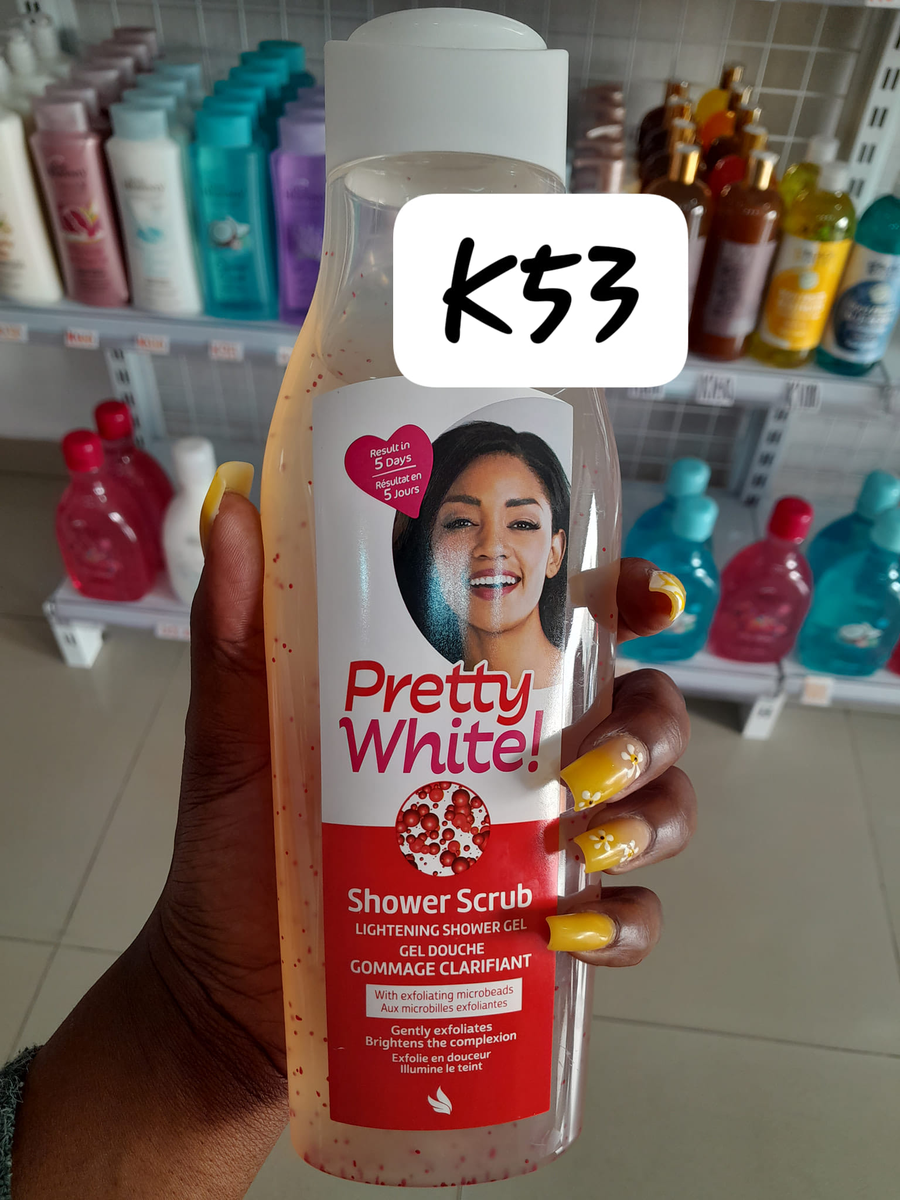 K53
Result in
5 Days
Résultat en
5 Jours
Pretty
White!
Shower Scrub
LIGHTENING SHOWER GEL
GEL DOUCHE
GOMMAGE CLARIFIANT
With exfoliating microbeads
Aux microbilles exfoliantes
Gently exfoliates
Brightens the complexion
Exfolie en douceur
Illumine le teint